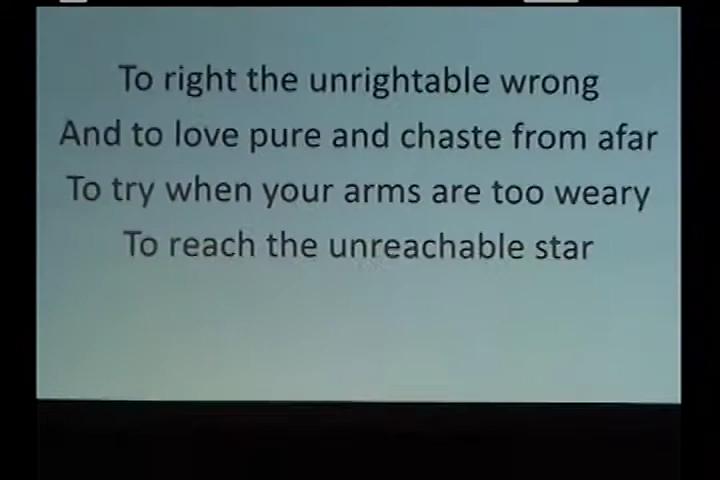 To right the unrightable wrong
And to love pure and chaste from afar
To try when your arms are too weary
To reach the unreachable star